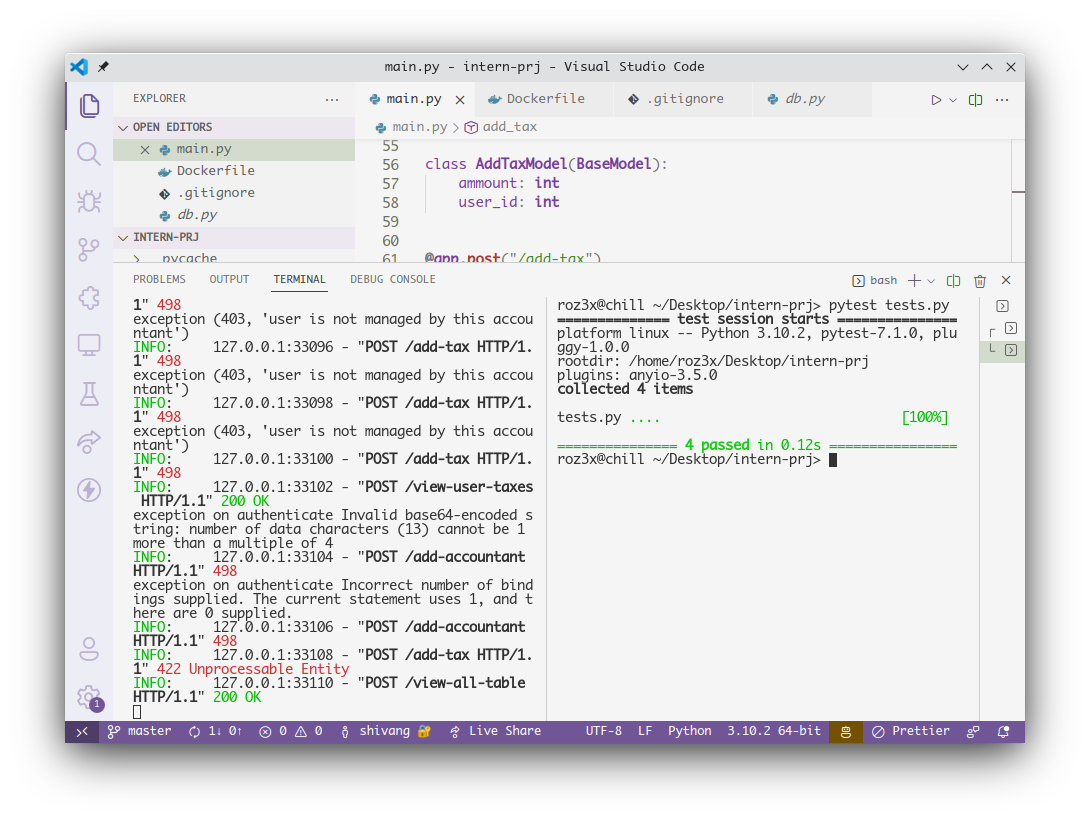 main.py - intern-prj - Visual Studio Code
EXPLORER
OPEN EDITORS
main.py
Dockerfile
.gitignore
db.py
INTERN-PRJ
pycache
main.py Dockerfile .gitignore db.py
main.py > add_tax
55
56 class AddTaxModel(BaseModel):
57 ammount: int
58 user_id: int
59
60
61 @app.post("/add-tax")
PROBLEMS OUTPUT TERMINAL DEBUG CONSOLE
bash
1" 498
exception (403, 'user is not managed by this accou
ntant')
INFO: 127.0.0.1:33096 - "POST /add-tax HTTP/1.
1" 498
exception (403, 'user is not managed by this accou
ntant')
INFO: 127.0.0.1:33098 - "POST /add-tax HTTP/1.
1" 498
exception (403, 'user is not managed by this accou
ntant')
INFO: 127.0.0.1:33100 - "POST /add-tax HTTP/1.
1" 498
INFO: 127.0.0.1:33102 - "POST /view-user-taxes
HTTP/1.1" 200 OK
exception on authenticate Invalid base64-encoded s
tring: number of data characters (13) cannot be 1
more than a multiple of 4
INFO: 127.0.0.1:33104 - "POST /add-accountant
HTTP/1.1" 498
exception on authenticate Incorrect number of bind
ings supplied. The current statement uses 1, and t
here are 0 supplied.
INFO: 127.0.0.1:33106 - "POST /add-accountant
HTTP/1.1" 498
INFO: 127.0.0.1:33108 - "POST /add-tax HTTP/1.
1" 422 Unprocessable Entity
INFO: 127.0.0.1:33110 - "POST /view-all-table
HTTP/1.1" 200 OK
roz3x@chill ~/Desktop/intern-prj> pytest tests.py
============== test session starts ===============
platform linux -- Python 3.10.2, pytest-7.1.0, plu
ggy-1.0.0
rootdir: /home/roz3x/Desktop/intern-prj
plugins: anyio-3.5.0
collected 4 items
tests.py .... [100%]
=============== 4 passed in 0.12s ================
roz3x@chill ~/Desktop/intern-prj>
1
master 1↓ 0↑ 0 0 shivang Live Share UTF-8 LF Python 3.10.2 64-bit Prettier